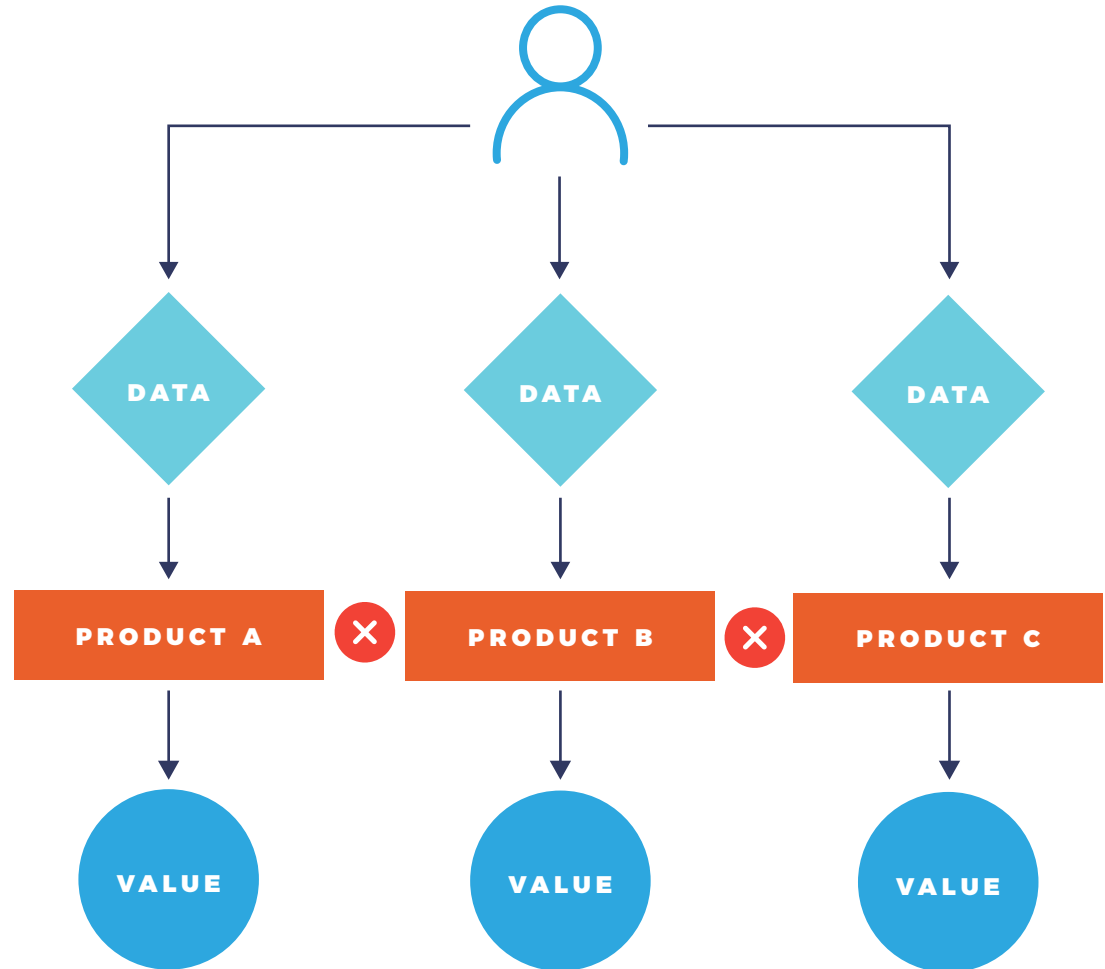 DATA
DATA
DATA
PRODUCT A
PRODUCT B
PRODUCT C
VALUE
VALUE
VALUE